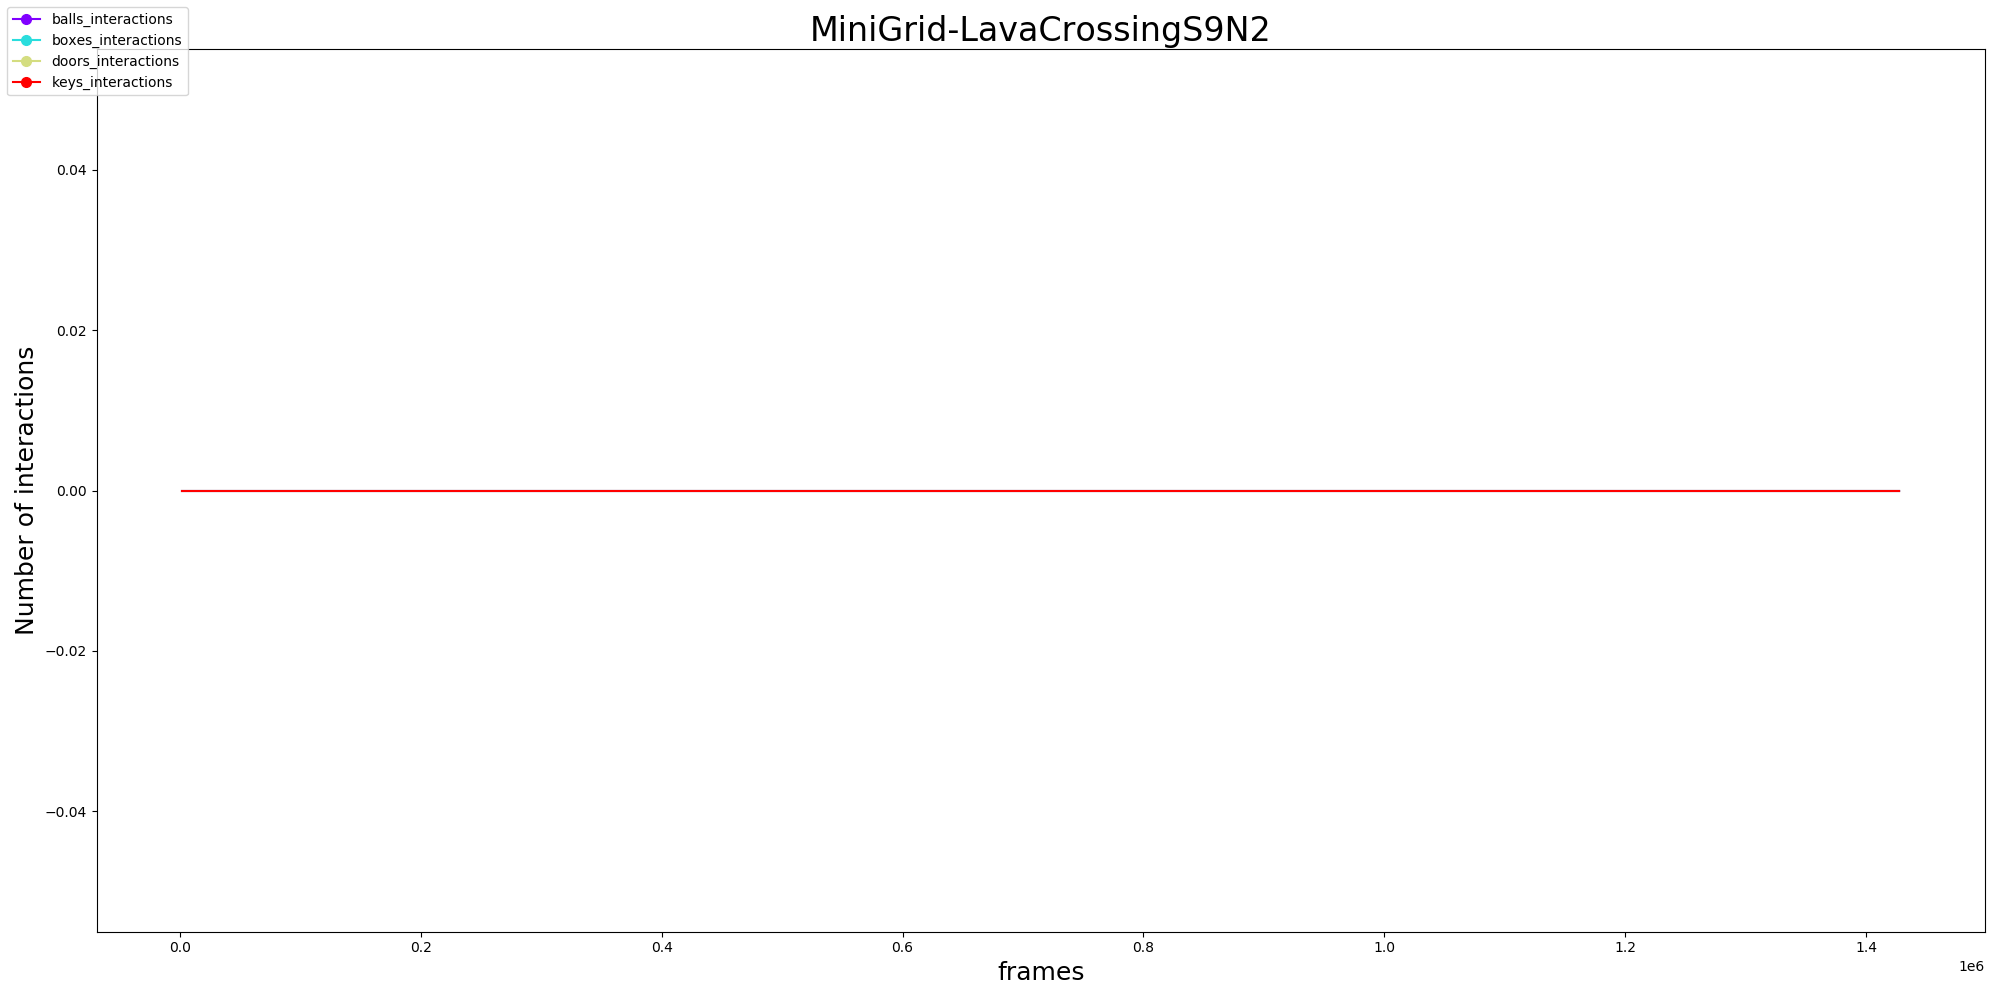 MiniGrid-LavaCrossingS9N2
balls_interactions
boxes_interactions
doors_interactions
keys_interactions
Number of interactions
0.04
0.02
0.00
−0.02
−0.04
0.0 0.2 0.4 0.6 0.8 1.0 1.2 1.4
1e6
frames